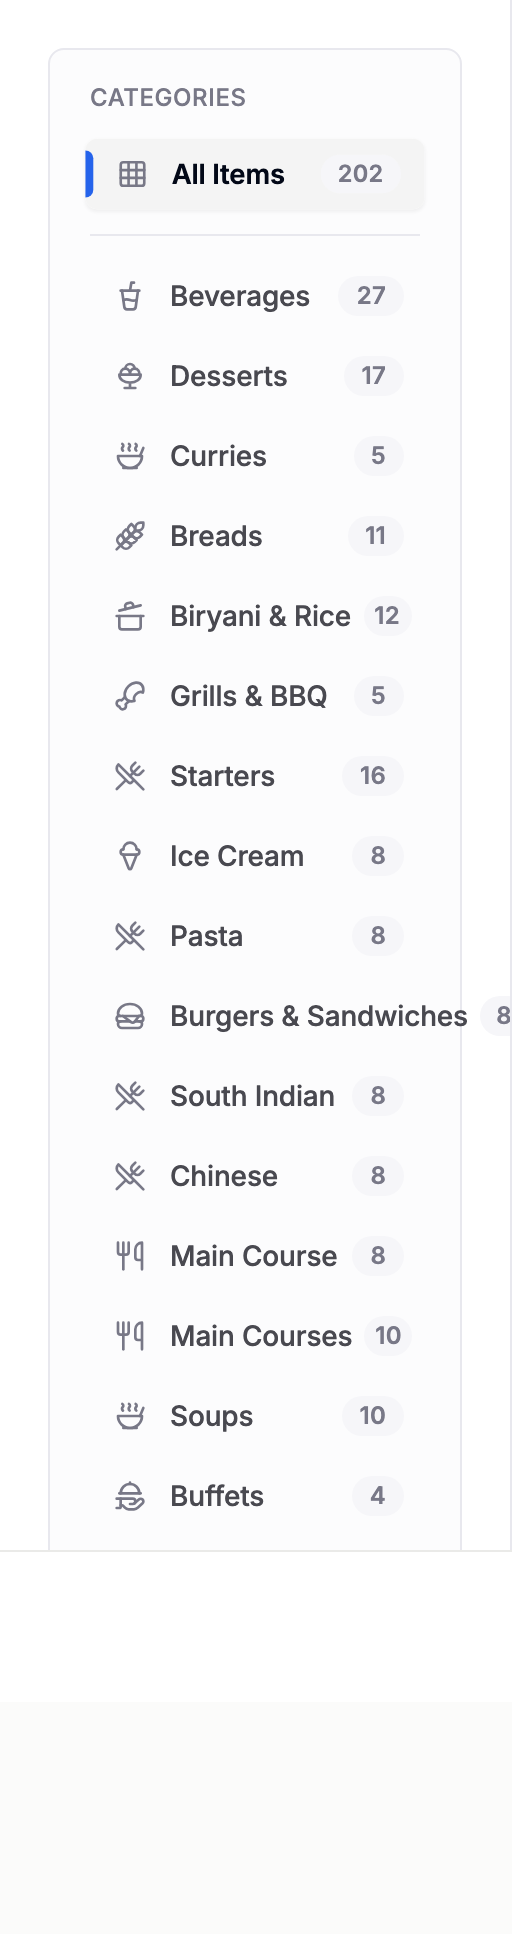 CATEGORIES
All Items 202
Beverages 27
Desserts 17
Curries 5
Breads 11
Biryani & Rice 12
Grills & BBQ 5
Starters 16
Ice Cream 8
Pasta 8
Burgers & Sandwiches 8
South Indian 8
Chinese 8
Main Course 8
Main Courses 10
Soups 10
Buffets 4